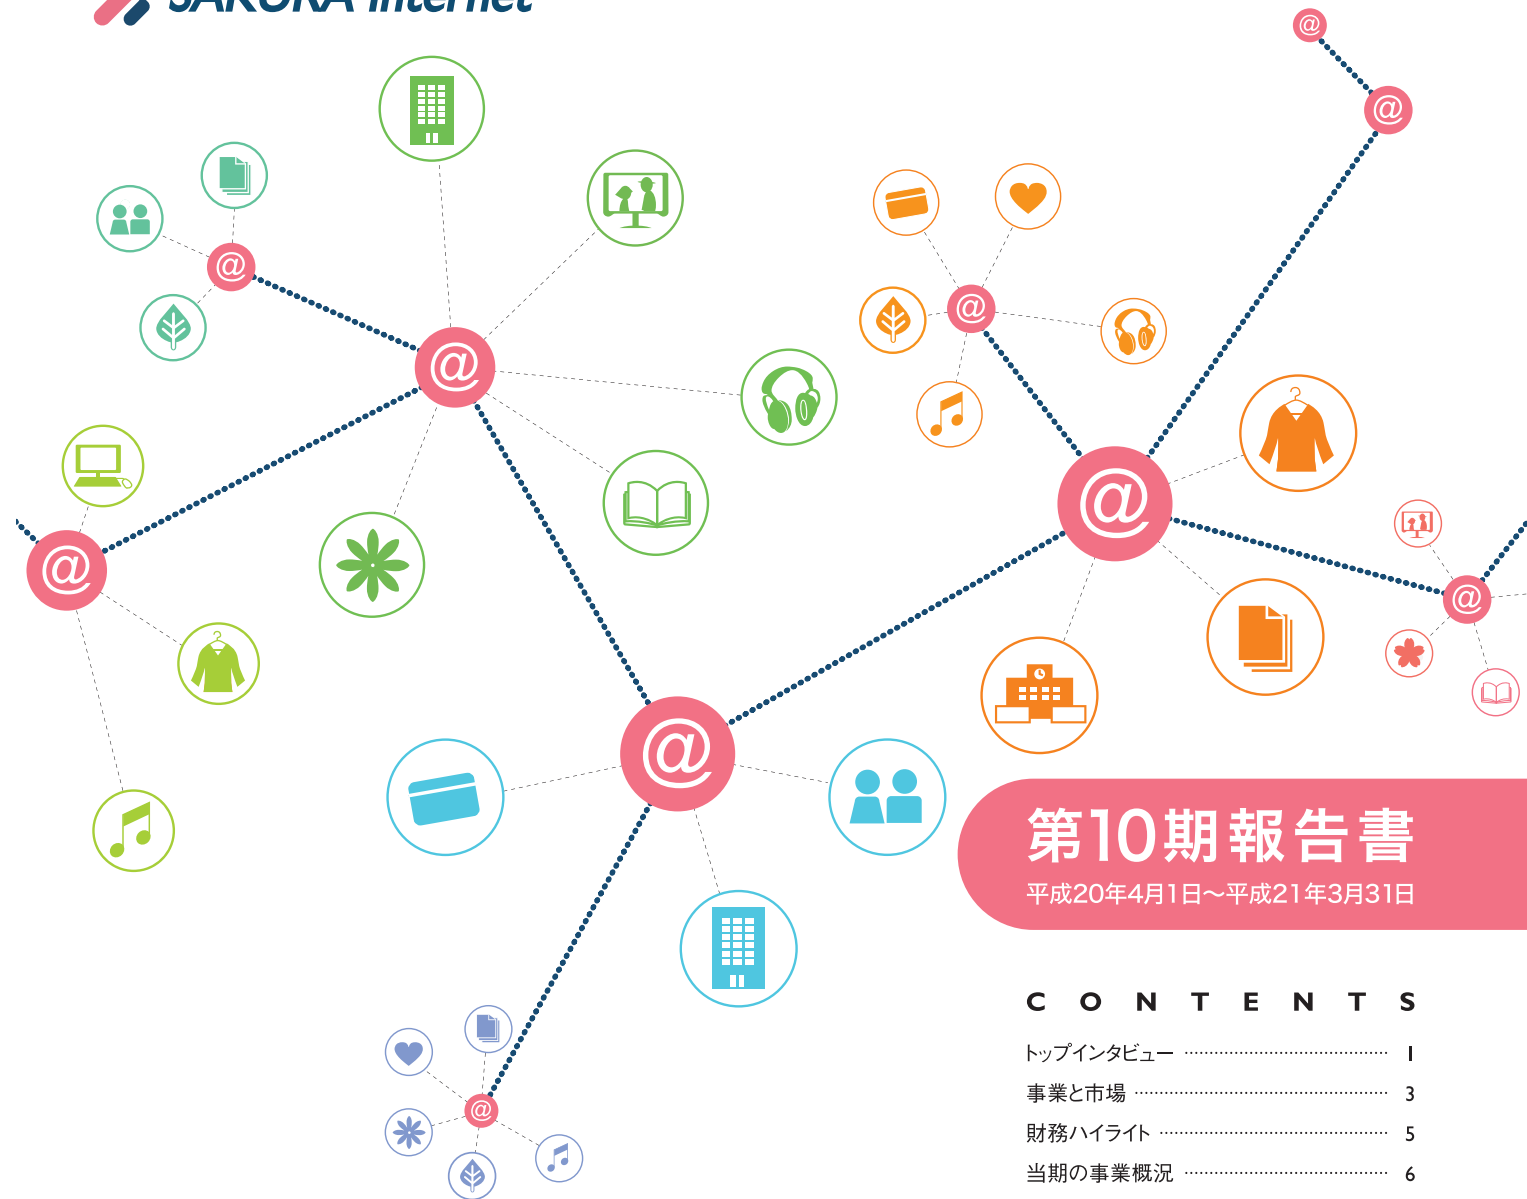 SAKURA internet
第10期報告書
平成20年4月1日～平成21年3月31日
CONTENTS
トップインタビュー 1
事業と市場 3
財務ハイライト 5
当期の事業概況 6